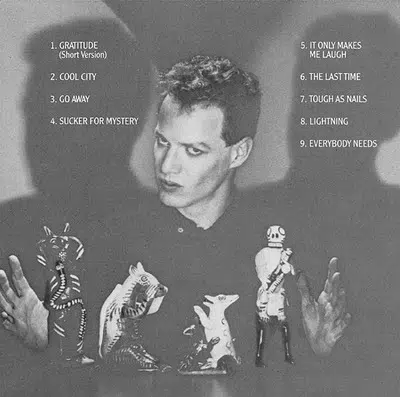 1. GRATITUDE
(Short Version)
2. COOL CITY
3. GO AWAY
4. SUCKER FOR MYSTERY
5. IT ONLY MAKES
ME LAUGH
6. THE LAST TIME
7. TOUGH AS NAILS
8. LIGHTNING
9. EVERYBODY NEEDS